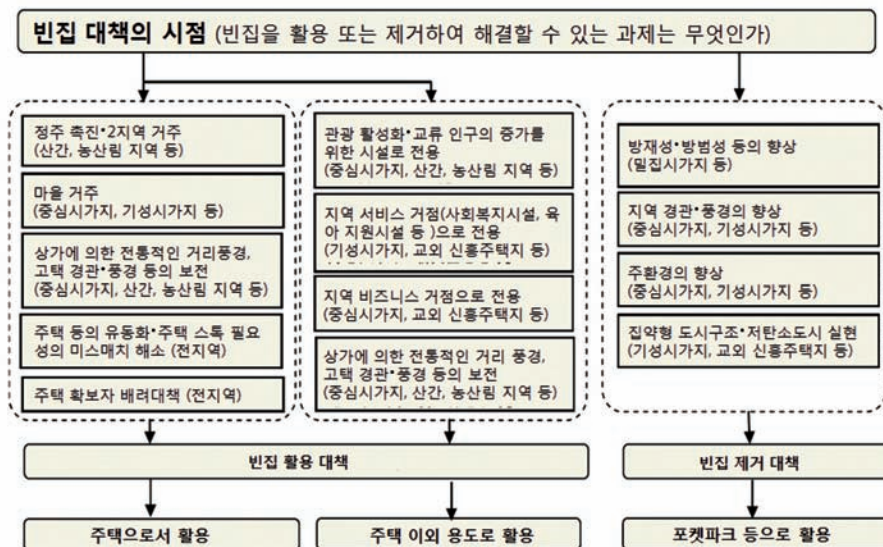 빈집 대책의 시점 (빈집을 활용 또는 제거하여 해결할 수 있는 과제는 무엇인가)
정주 촉진•2지역 거주
(산간, 농산림 지역 등)
마을 거주
(중심시가지, 기성시가지 등)
상가에 의한 전통적인 거리풍경,
고택 경관•풍경 등의 보전
(중심시가지, 산간, 농산림 지역 등)
주택 등의 유동화•주택 스톡 필요
성의 미스매치 해소 (전지역)
주택 확보자 배려대책 (전지역)
관광 활성화•교류 인구의 증가를
위한 시설로 전용
(중심시가지, 산간, 농산림 지역 등)
지역 서비스 거점(사회복지시설, 육
아 지원시설 등 )으로 전용
(기성시가지, 교외 신흥주택지 등)
지역 비즈니스 거점으로 전용
(중심시가지, 교외 신흥주택지 등)
상가에 의한 전통적인 거리 풍경,
고택 경관•풍경 등의 보전
(중심시가지, 산간, 농산림 지역 등)
방재성•방범성 등의 향상
(밀집시가지 등)
지역 경관•풍경의 향상
(중심시가지, 기성시가지 등)
주환경의 향상
(중심시가지, 기성시가지 등)
집약형 도시구조•저탄소도시 실현
(기성시가지, 교외 신흥주택지 등)
빈집 활용 대책
빈집 제거 대책
주택으로서 활용
주택 이외 용도로 활용
포켓파크 등으로 활용